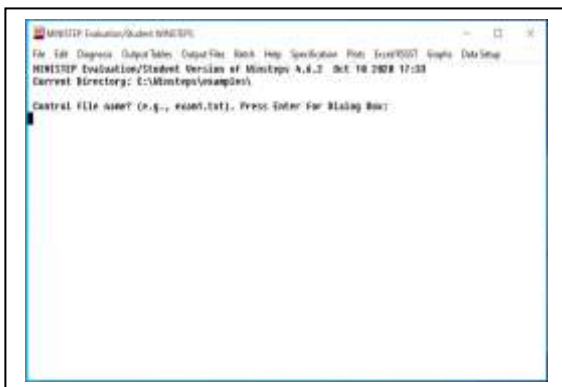 MINISTEP Evaluation/Student WINSTEPS
File Edit Diagnosis Output Tables Output Files Batch Help Specification Plots Excel/RSSST Graphs Data Setup
MINISTEP Evaluation/Student Version of Winsteps 4.6.2 Oct 10 2020 17:33
Current Directory: C:\Winsteps\examples\
Control File name? (e.g., exam1.txt). Press Enter for Dialog Box: